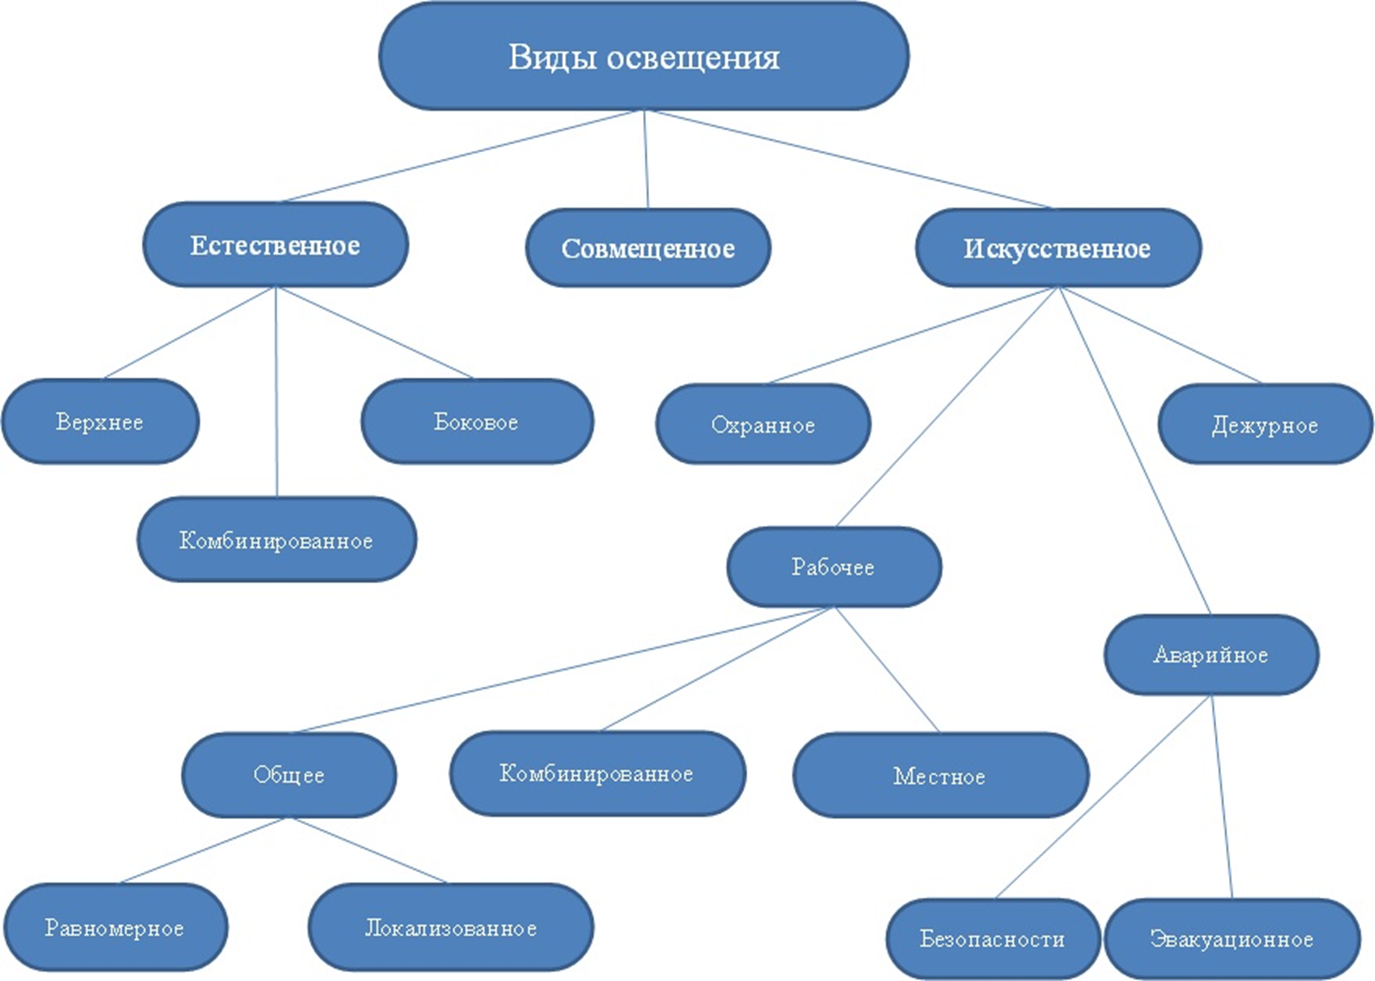 Виды освещения
Естественное
Совмещенное
Искусственное
Верхнее
Боковое
Охранное
Дежурное
Комбинированное
Рабочее
Аварийное
Общее
Комбинированное
Местное
Равномерное
Локализованное
Безопасности
Эвакуационное